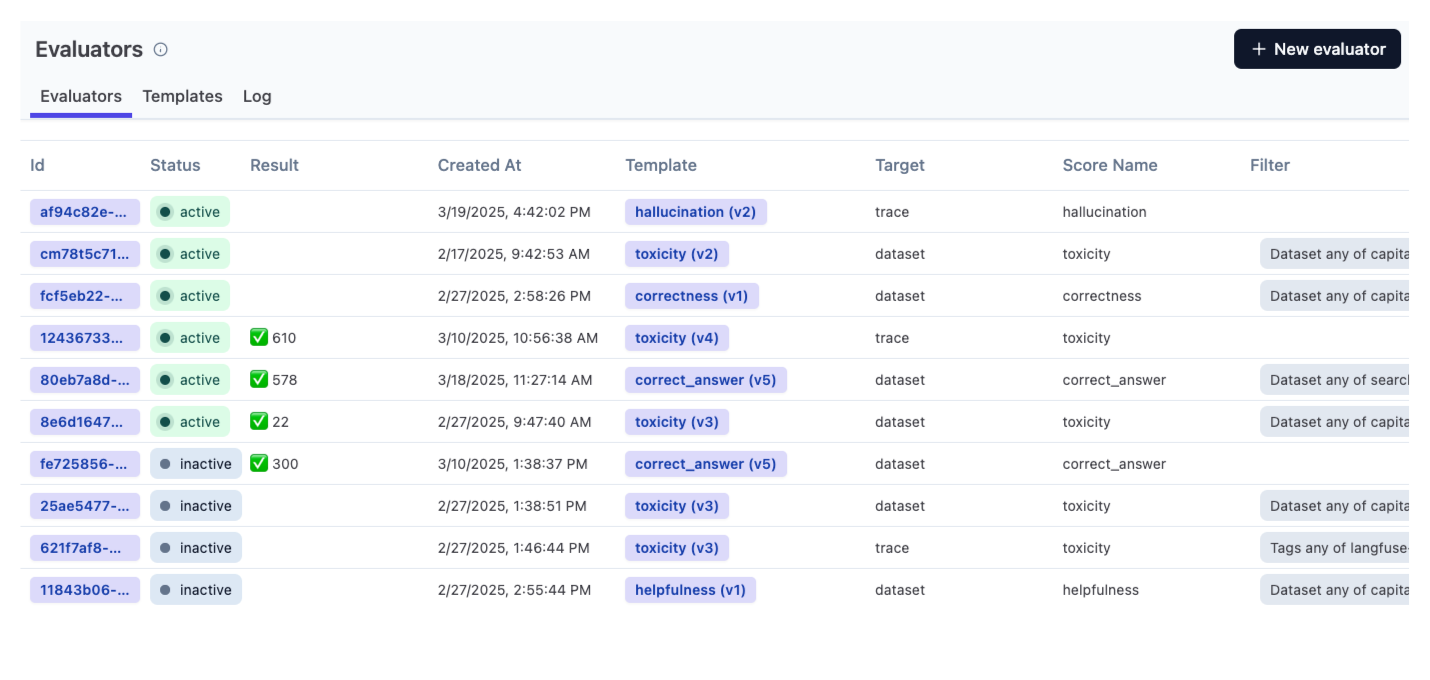 Evaluators
+ New evaluator
Evaluators Templates Log
Id Status Result Created At Template Target Score Name Filter
af94c82e-... active 3/19/2025, 4:42:02 PM hallucination (v2) trace hallucination
cm78t5c71... active 2/17/2025, 9:42:53 AM toxicity (v2) dataset toxicity Dataset any of capita
fcf5eb22-... active 2/27/2025, 2:58:26 PM correctness (v1) dataset correctness Dataset any of capita
12436733... active ✅ 610 3/10/2025, 10:56:38 AM toxicity (v4) trace toxicity
80eb7a8d-... active ✅ 578 3/18/2025, 11:27:14 AM correct_answer (v5) dataset correct_answer Dataset any of searc
8e6d1647... active ✅ 22 2/27/2025, 9:47:40 AM toxicity (v3) dataset toxicity Dataset any of capita
fe725856-... inactive ✅ 300 3/10/2025, 1:38:37 PM correct_answer (v5) dataset correct_answer
25ae5477-... inactive 2/27/2025, 1:38:51 PM toxicity (v3) dataset toxicity Dataset any of capita
621f7af8-... inactive 2/27/2025, 1:46:44 PM toxicity (v3) trace toxicity Tags any of langfuse-
11843b06-... inactive 2/27/2025, 2:55:44 PM helpfulness (v1) dataset helpfulness Dataset any of capita